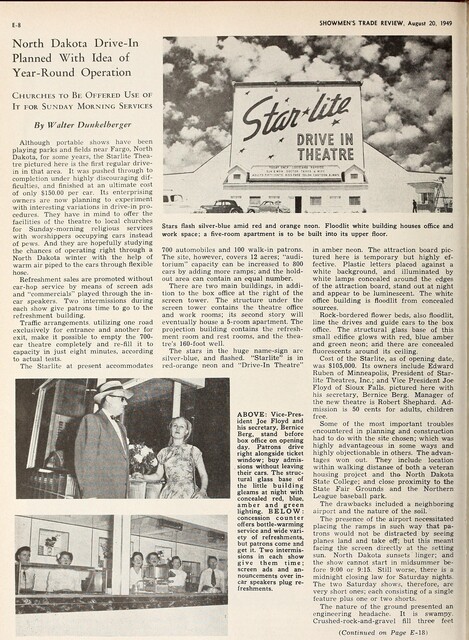 E-8
SHOWMEN'S TRADE REVIEW, August 20, 1949
North Dakota Drive-In
Planned With Idea of
Year-Round Operation
CHURCHES TO BE OFFERED USE OF
IT FOR SUNDAY MORNING SERVICES
By Walter Dunkelberger
Although portable shows have been
playing parks and fields near Fargo, North
Dakota, for some years, the Starlite Thea-
tre pictured here is the first regular drive-
in in that area. It was pushed through to
completion under highly discouraging dif-
ficulties, and finished at an ultimate cost
of only $150.00 per car. Its enterprising
owners are now planning to experiment
with interesting variations in drive-in pro-
cedures. They have in mind to offer the
facilities of the theatre to local churches
for Sunday-morning religious services
with worshippers occupying cars instead
of pews. And they are hopefully studying
the chances of operating right through a
North Dakota winter with the help of
warm air piped to the cars through flexible
hose.
Refreshment sales are promoted without
car-hop service by means of screen ads
and "commercials" played through the in-
car speakers. Two intermissions during
each show give patrons time to go to the
refreshment building.
Traffic arrangements, utilizing one road
exclusively for entrance and another for
exit, make it possible to empty the 700-
car theatre completely and re-fill it to
capacity in just eight minutes, according
to actual tests.
The Starlite at present accommodates
Star-lite
DRIVE IN
THEATRE
Stars flash silver-blue amid red and orange neon. Floodlit white building houses office and
work space; a five-room apartment is to be built into its upper floor.
700 automobiles and 100 walk-in patrons.
The site, however, covers 12 acres; "audi-
torium" capacity can be increased to 800
cars by adding more ramps; and the hold-
out area can contain an equal number.
There are two main buildings, in addi-
tion to the box office at the right of the
screen tower. The structure under the
screen tower contains the theatre office
and work rooms; its second story will
eventually house a 5-room apartment. The
projection building contains the refresh-
ment room and rest rooms, and the thea-
tre's 160-foot well.
The stars in the huge name-sign are
silver-blue, and flashed. "Starlite" is in
red-orange neon and "Drive-In Theatre"
in amber neon. The attraction board pic-
tured here is temporary but highly ef-
fective. Plastic letters placed against a
white background, and illuminated by
white lamps concealed around the edges
of the attraction board, stand out at night
and appear to be luminescent. The white
office building is floodlit from concealed
sources.
Rock-bordered flower beds, also floodlit,
line the drives and guide cars to the box
office. The structural glass base of this
small edifice glows with red, blue amber
and green neon; and there are concealed
fluorescents around its ceiling.
Cost of the Starlite, as of opening date,
was $105,000. Its owners include Edward
Ruben of Minneapolis, President of Star-
lite Theatres, Inc.; and Vice President Joe
Floyd of Sioux Falls, pictured here with
his secretary, Bernice Berg. Manager of
the new theatre is Robert Shephard. Ad-
mission is 50 cents for adults, children
free.
Some of the most important troubles
encountered in planning and construction
had to do with the site chosen; which was
highly advantageous in some ways and
highly objectionable in others. The advan-
tages won out. They include location
within walking distance of both a veteran
housing project and the North Dakota
State College; and close proximity to the
State Fair Grounds and the Northern
League baseball park.
The drawbacks included a neighboring
airport and the nature of the soil.
The presence of the airport necessitated
placing the ramps in such way that pa-
trons would not be distracted by seeing
planes land and take off; but this meant
facing the screen directly at the setting
sun. North Dakota sunsets linger; and
the show cannot start in midsummer be-
fore 9:00 or 9:15. Still worse, there is a
midnight closing law for Saturday nights.
The two Saturday shows, therefore, are
very short ones; each consisting of a single
feature plus one or two shorts.
The nature of the ground presented an
engineering headache. It is swampy.
Crushed-rock-and-gravel fill three feet
(Continued on Page E-18)
ABOVE: Vice-Pres-
ident Joe Floyd and
his secretary, Bernice
Berg, stand before
box office on opening
day. Patrons drive
right alongside ticket
window; buy admis-
sions without leaving
their cars. The struc-
tural glass base of
the little building
gleams at night with
concealed red, blue,
amber and green
lighting. BELOW:
concession counter
offers bottle-warming
service and wide vari-
ety of refreshments,
but patrons come and
get it. Two intermis-
sions in each show
give them time;
screen ads and an-
nouncements over in-
car speakers plug re-
freshments.